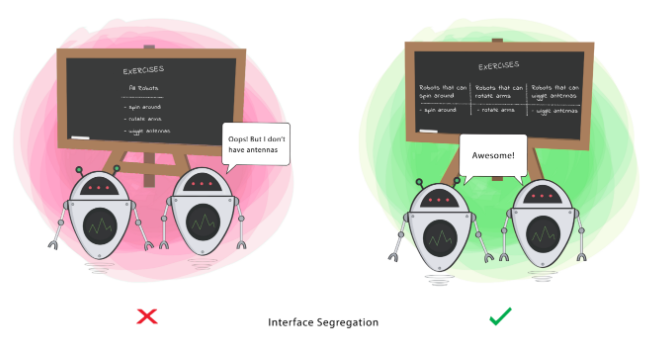 EXERCISES
All Robots
- spin around
- rotate arms
- wiggle antennas
Oops! But I don't
have antennas
EXERCISES
Robots that can
spin around
- spin around
Robots that can
rotate arms
- rotate arms
Robots that can
wiggle antennas
- wiggle antennas
Awesome!
Interface Segregation